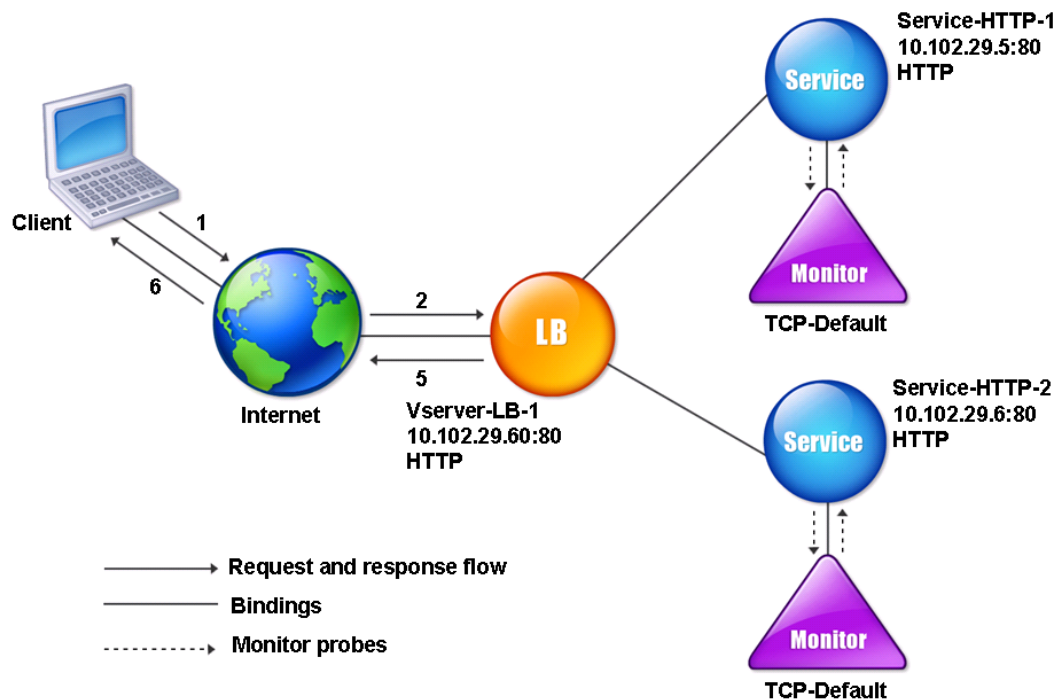 Service-HTTP-1
10.102.29.5:80
HTTP
Service
Client
1
6
Monitor
TCP-Default
2
LB
5
Internet
Vserver-LB-1
10.102.29.60:80
HTTP
Service-HTTP-2
10.102.29.6:80
HTTP
Service
Request and response flow
Bindings
Monitor probes
Monitor
TCP-Default